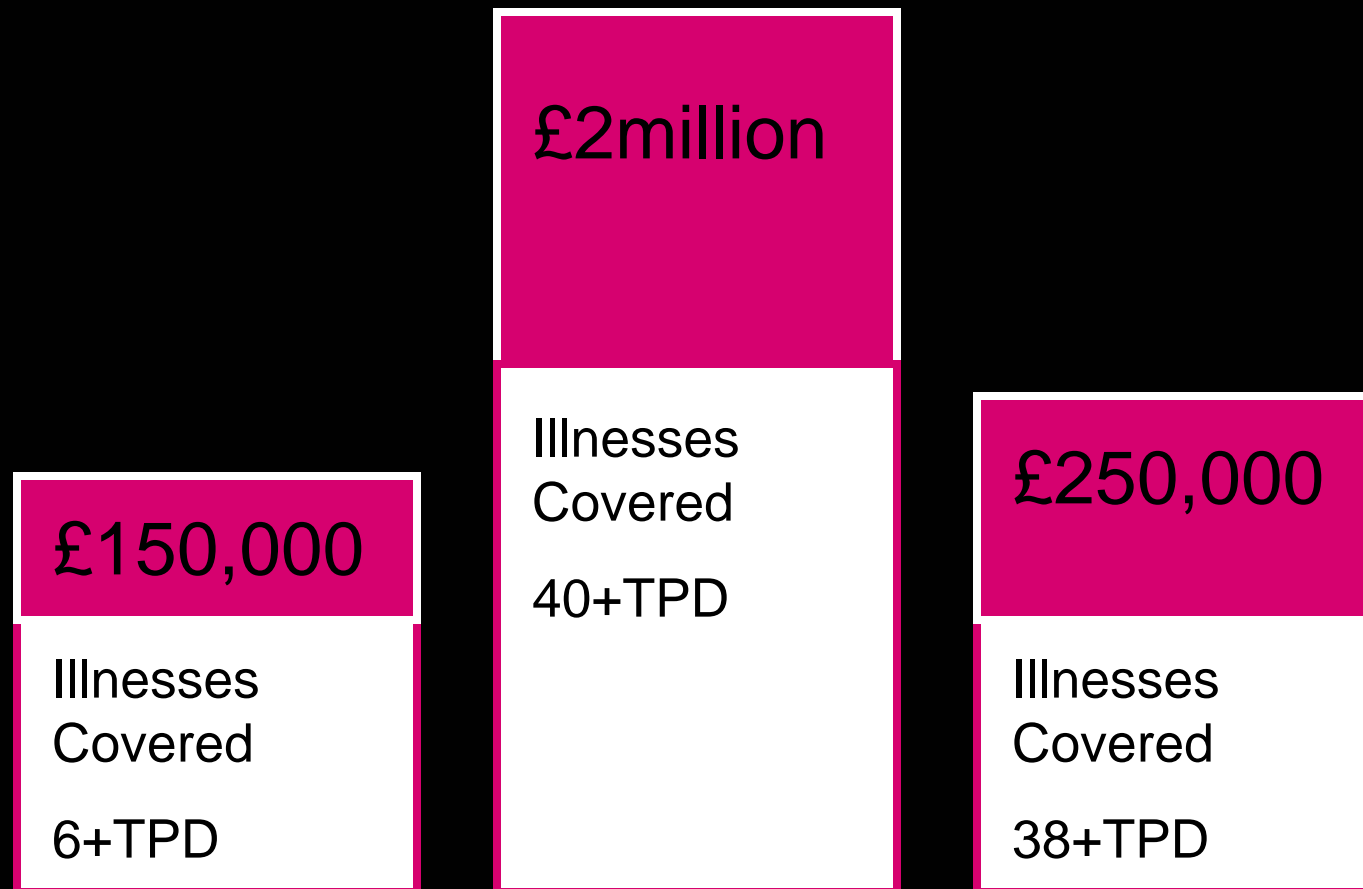 £150,000
Illnesses
Covered
6+TPD
£2million
Illnesses
Covered
40+TPD
£250,000
Illnesses
Covered
38+TPD